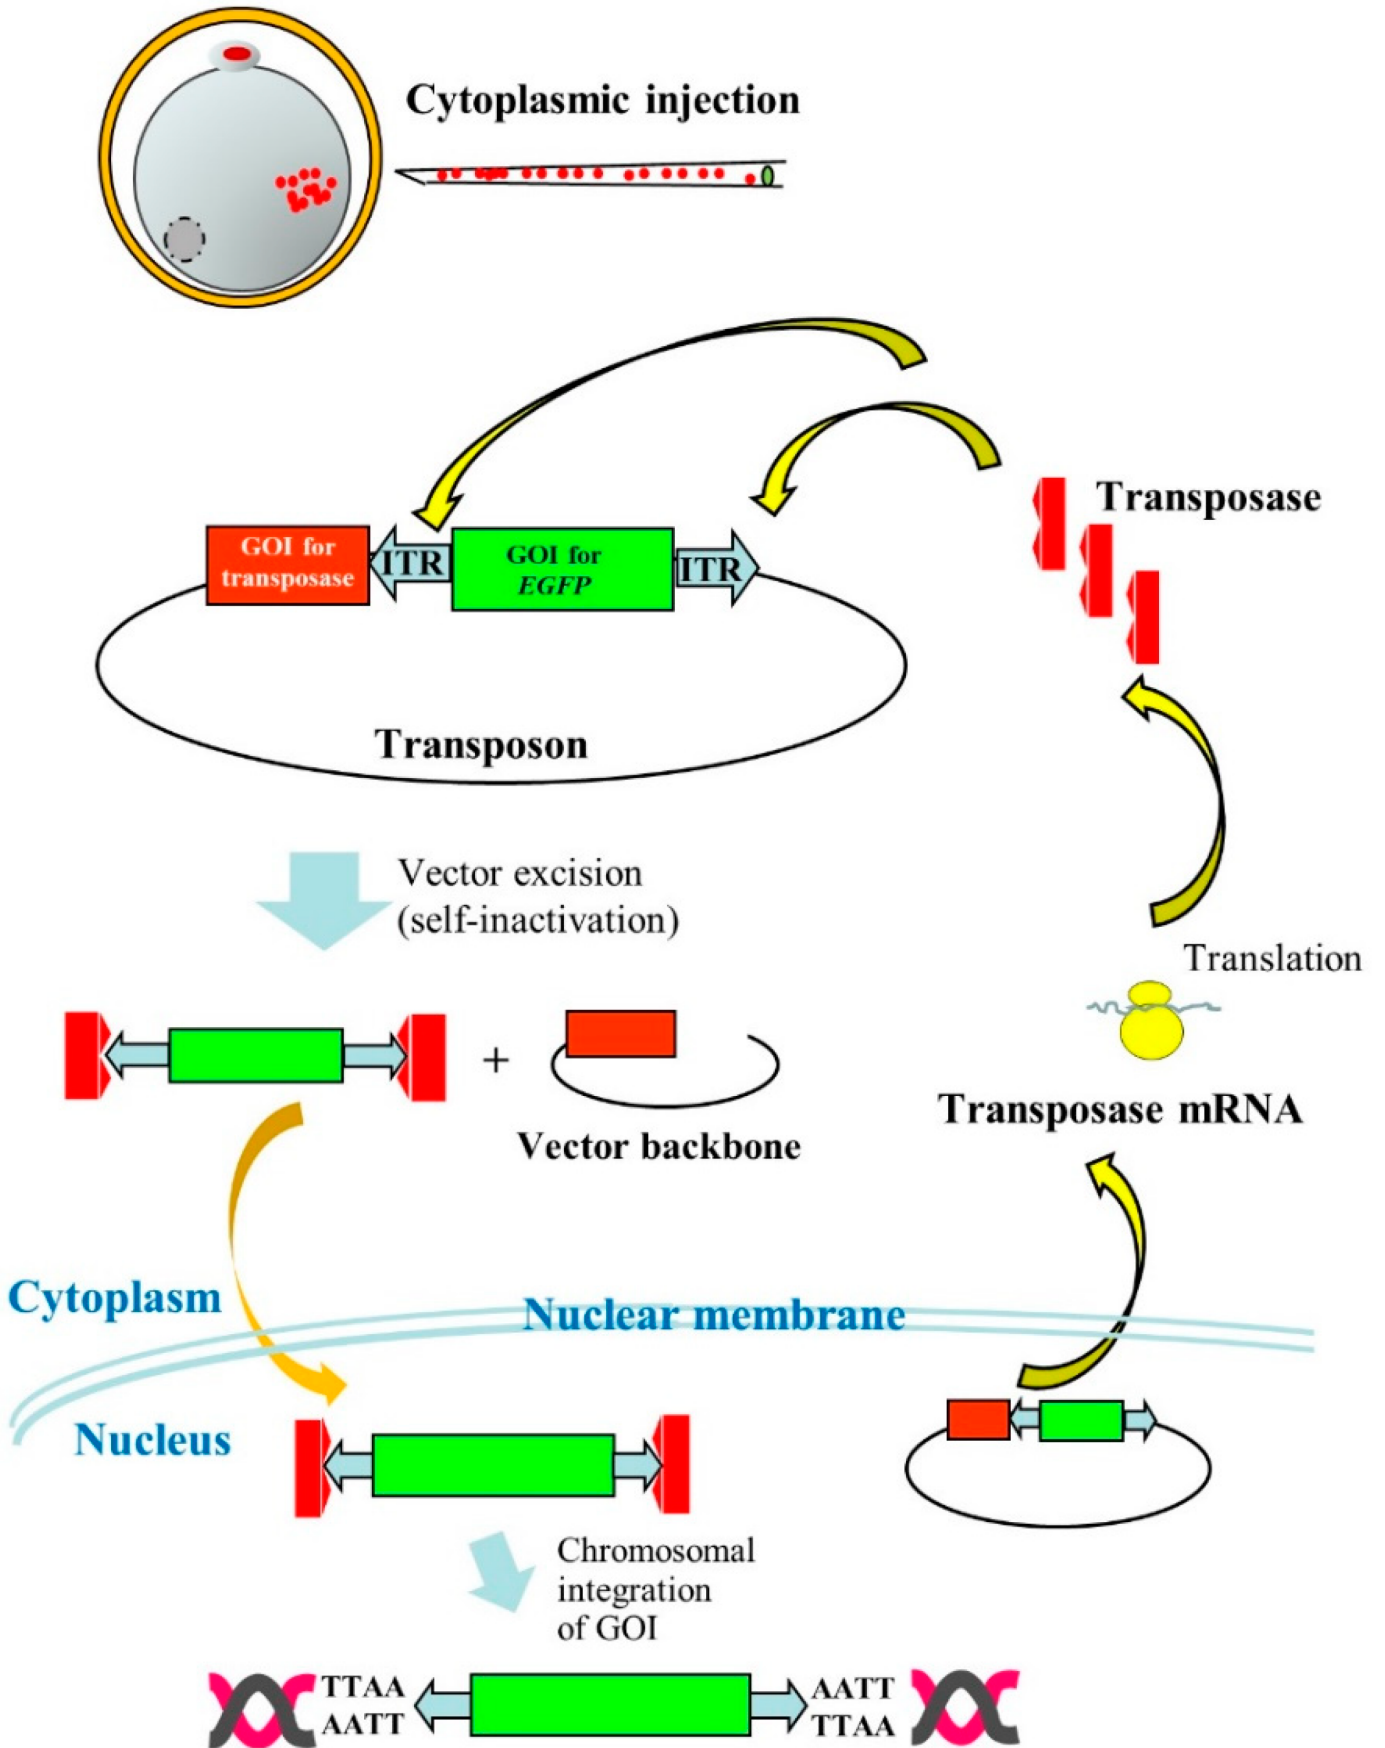 Cytoplasmic injection
Transposase
GOI for
transposase
ITR
GOI for
EGFP
ITR
Transposon
Vector excision
(self-inactivation)
Translation
+
Vector backbone
Transposase mRNA
Cytoplasm
Nuclear membrane
Nucleus
Chromosomal
integration
of GOI
TTAA
AATT
AATT
TTAA